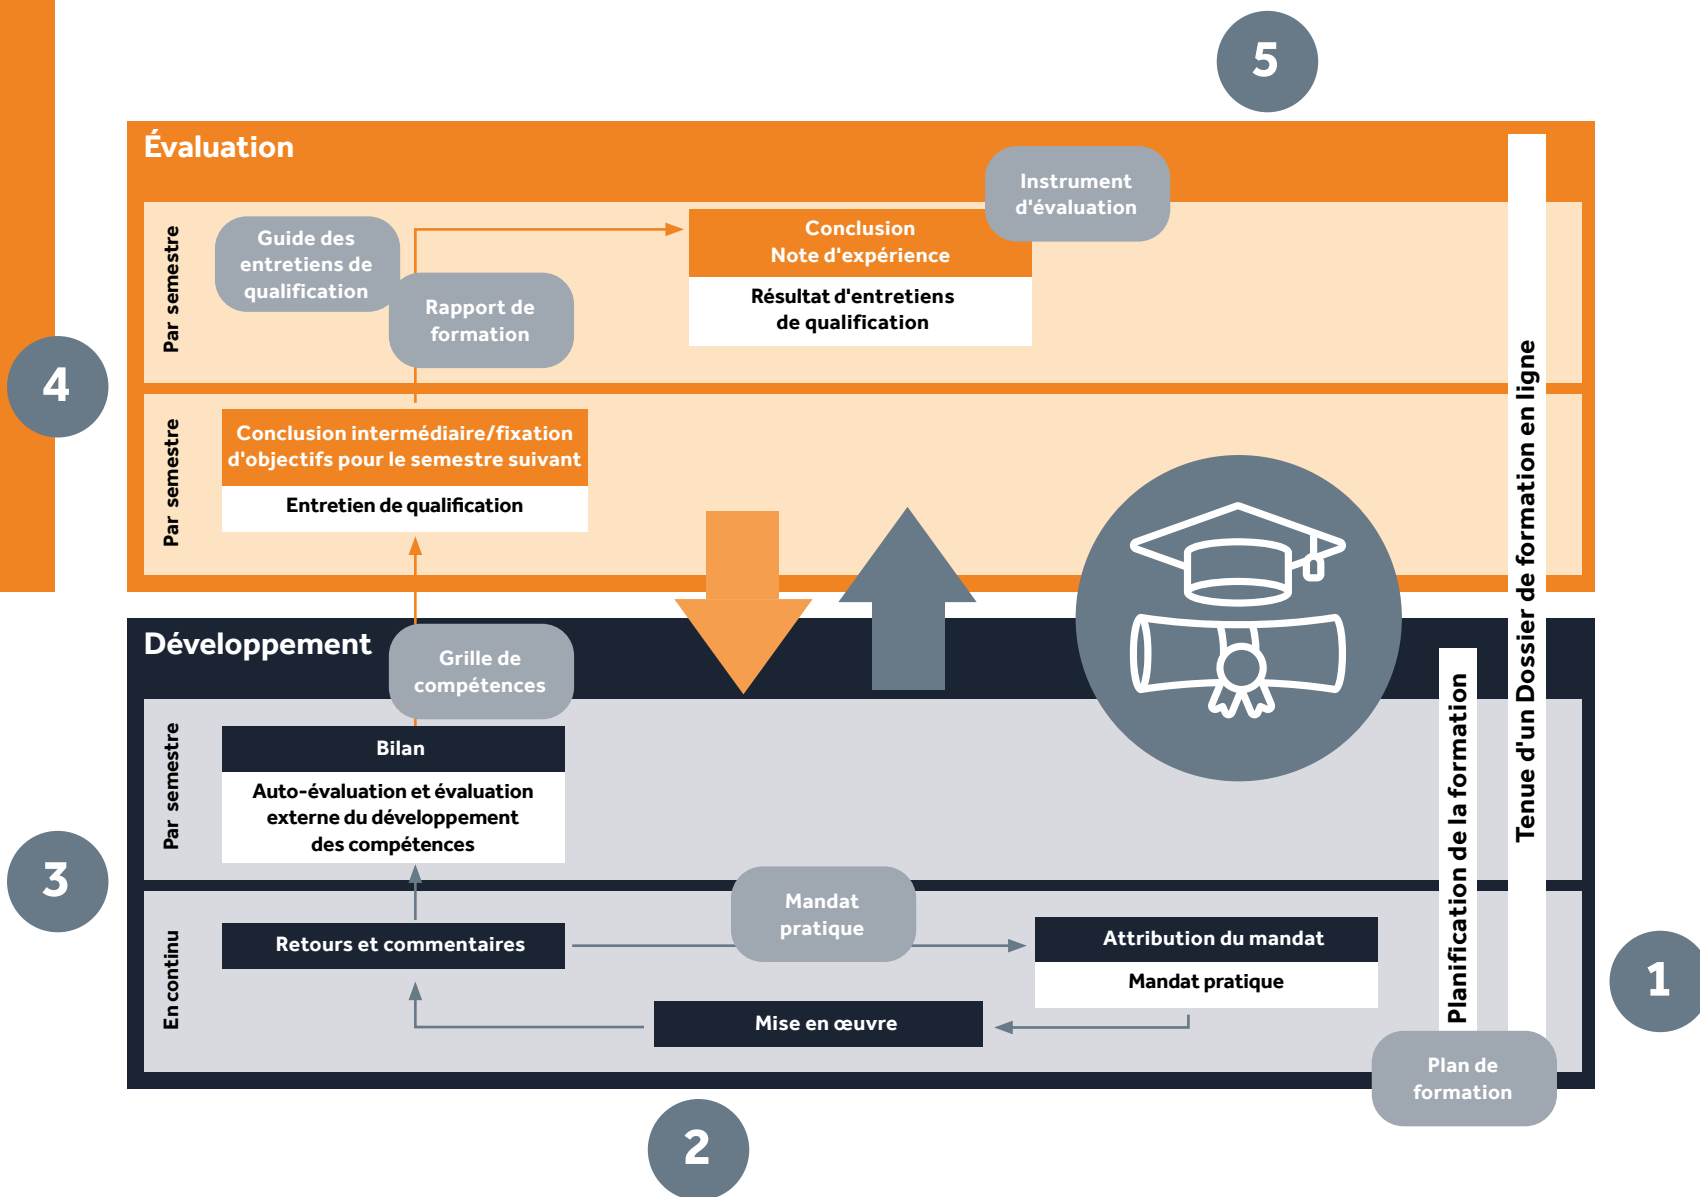 5
Évaluation
Instrument
d'évaluation
Par semestre
Guide des
entretiens de
qualification
Rapport de
formation
Conclusion
Note d'expérience
Résultat d'entretiens
de qualification
4
Par semestre
Conclusion intermédiaire/fixation
d'objectifs pour le semestre suivant
Entretien de qualification
Tenue d'un Dossier de formation en ligne
Développement
Grille de
compétences
Planification de la formation
Par semestre
Bilan
Auto-évaluation et évaluation
externe du développement
des compétences
3
En continu
Retours et commentaires
Mandat
pratique
Attribution du mandat
Mandat pratique
Mise en œuvre
1
Plan de
formation
2